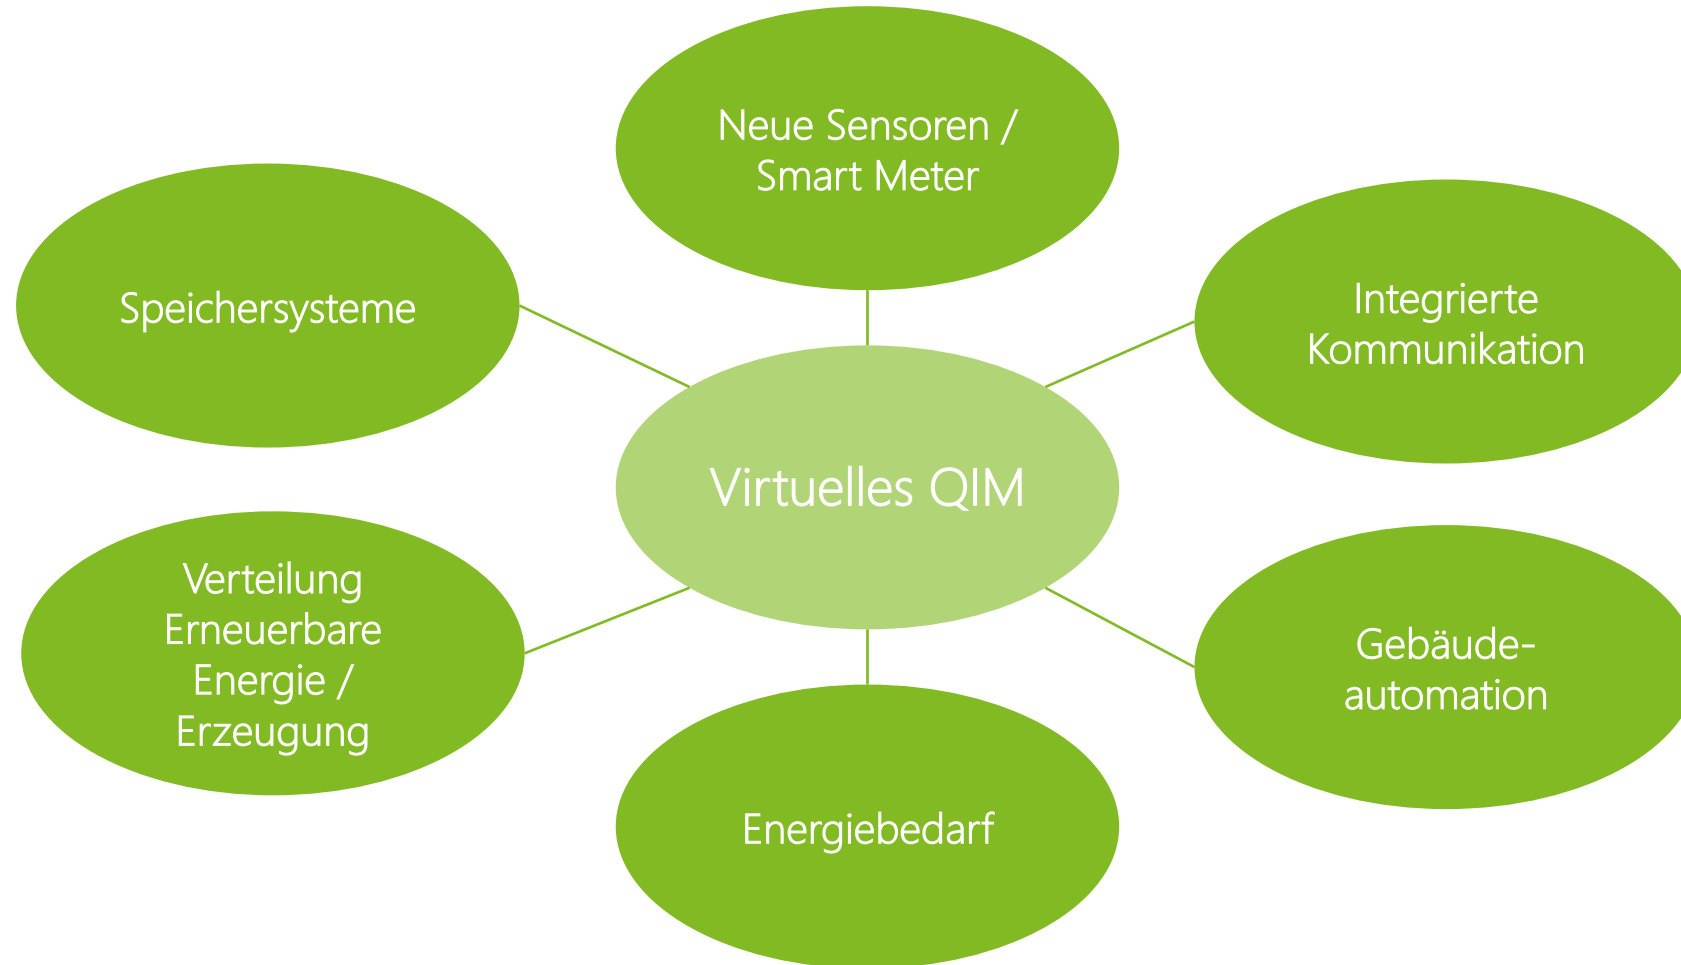 Neue Sensoren /
Smart Meter
Speichersysteme
Integrierte
Kommunikation
Virtuelles QIM
Verteilung
Erneuerbare
Energie /
Erzeugung
Gebäude-
automation
Energiebedarf